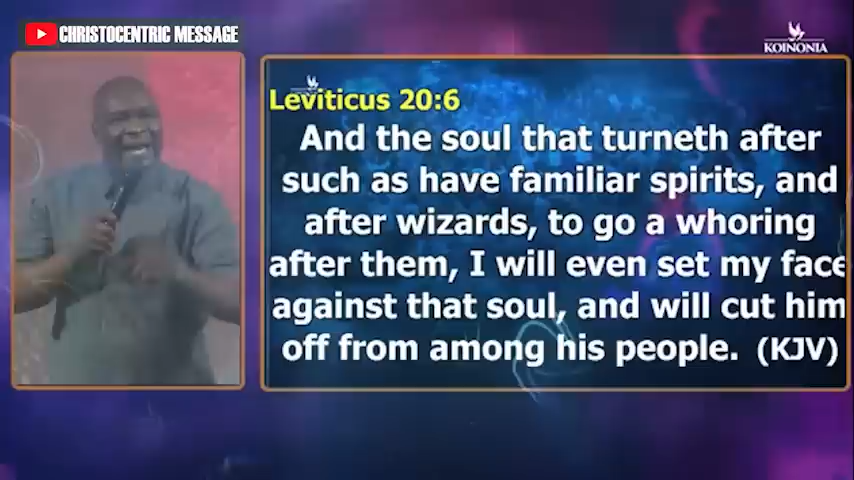 CHRISTOCENTRIC MESSAGE
KOINONIA
Leviticus 20:6
And the soul that turneth after
such as have familiar spirits, and
after wizards, to go a whoring
after them, I will even set my face
against that soul, and will cut him
off from among his people. (KJV)